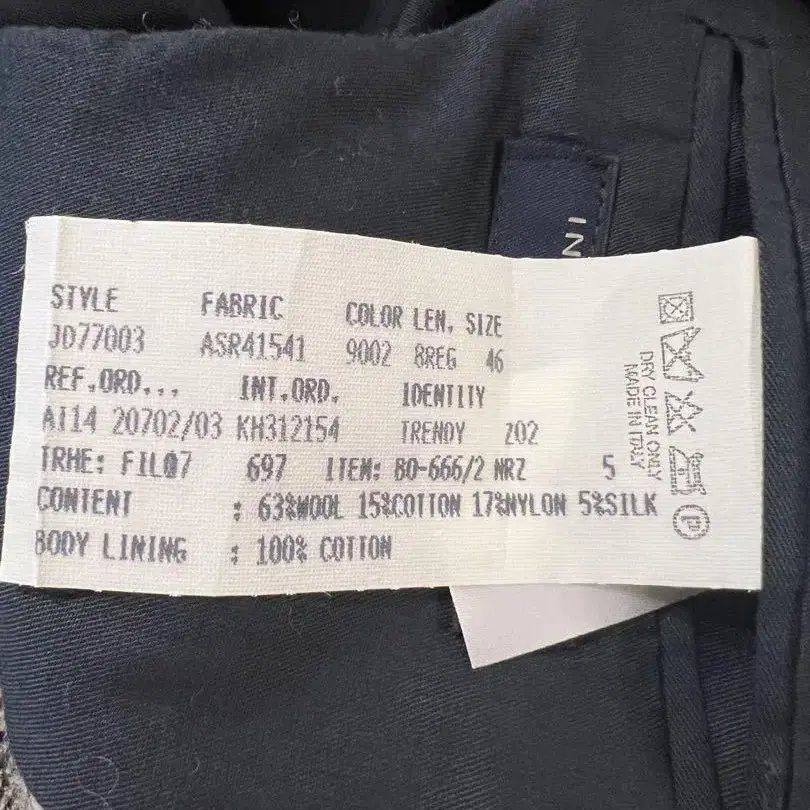 STYLE FABRIC COLOR LEN. SIZE
JD77003 ASR41541 9002 8REG 46
REF.ORD... INT.ORD. IDENTITY
AI14 20702/03 KH312154 TRENDY 202
TRHE: FIL07 697 ITEM: BO-666/2 NRZ 5
CONTENT : 63%WOOL 15%COTTON 17%NYLON 5%SILK
BODY LINING : 100% COTTON
DRY CLEAN ONLY
MADE IN ITALY
P
IN